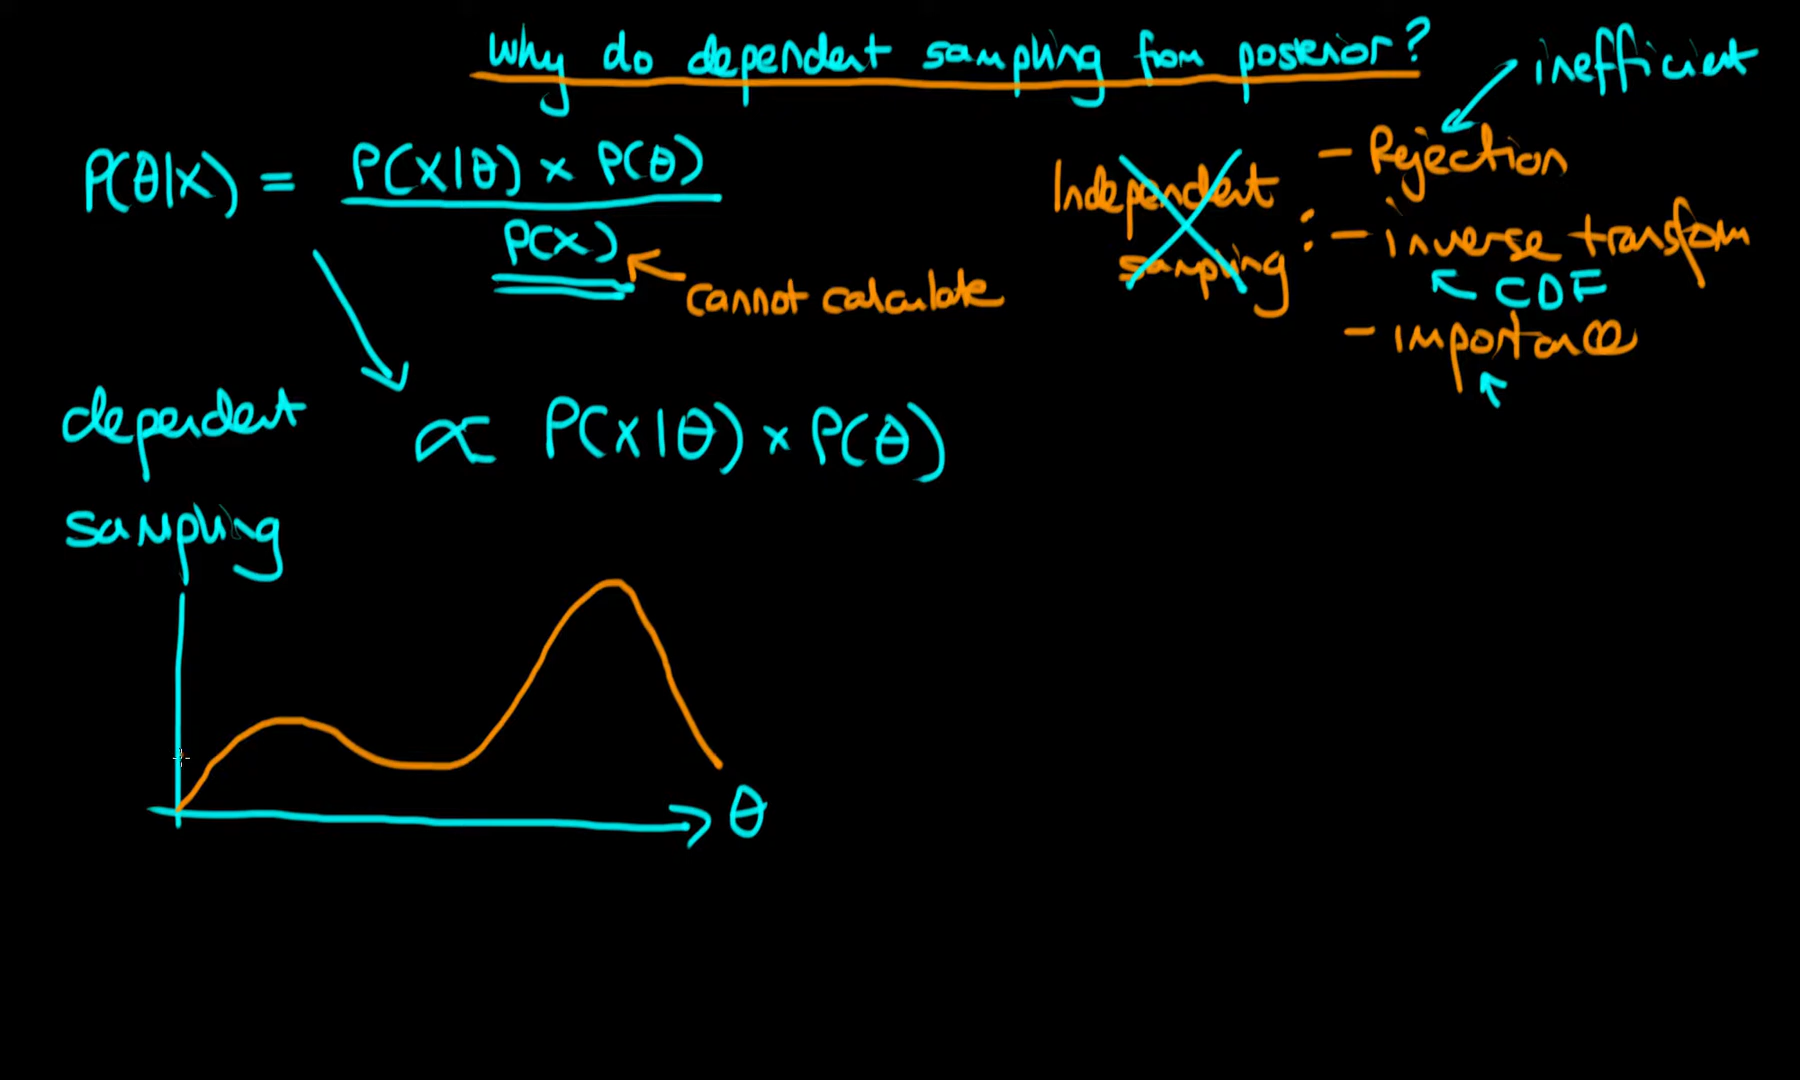 Why do dependent sampling from posterior?
inefficient
P(θ|X) = P(X|θ) × P(θ)
P(X)
cannot calculate
Independent sampling :
- Rejection
- inverse transform
CDF
- importance
dependent
sampling
∝ P(X|θ) × P(θ)
θ